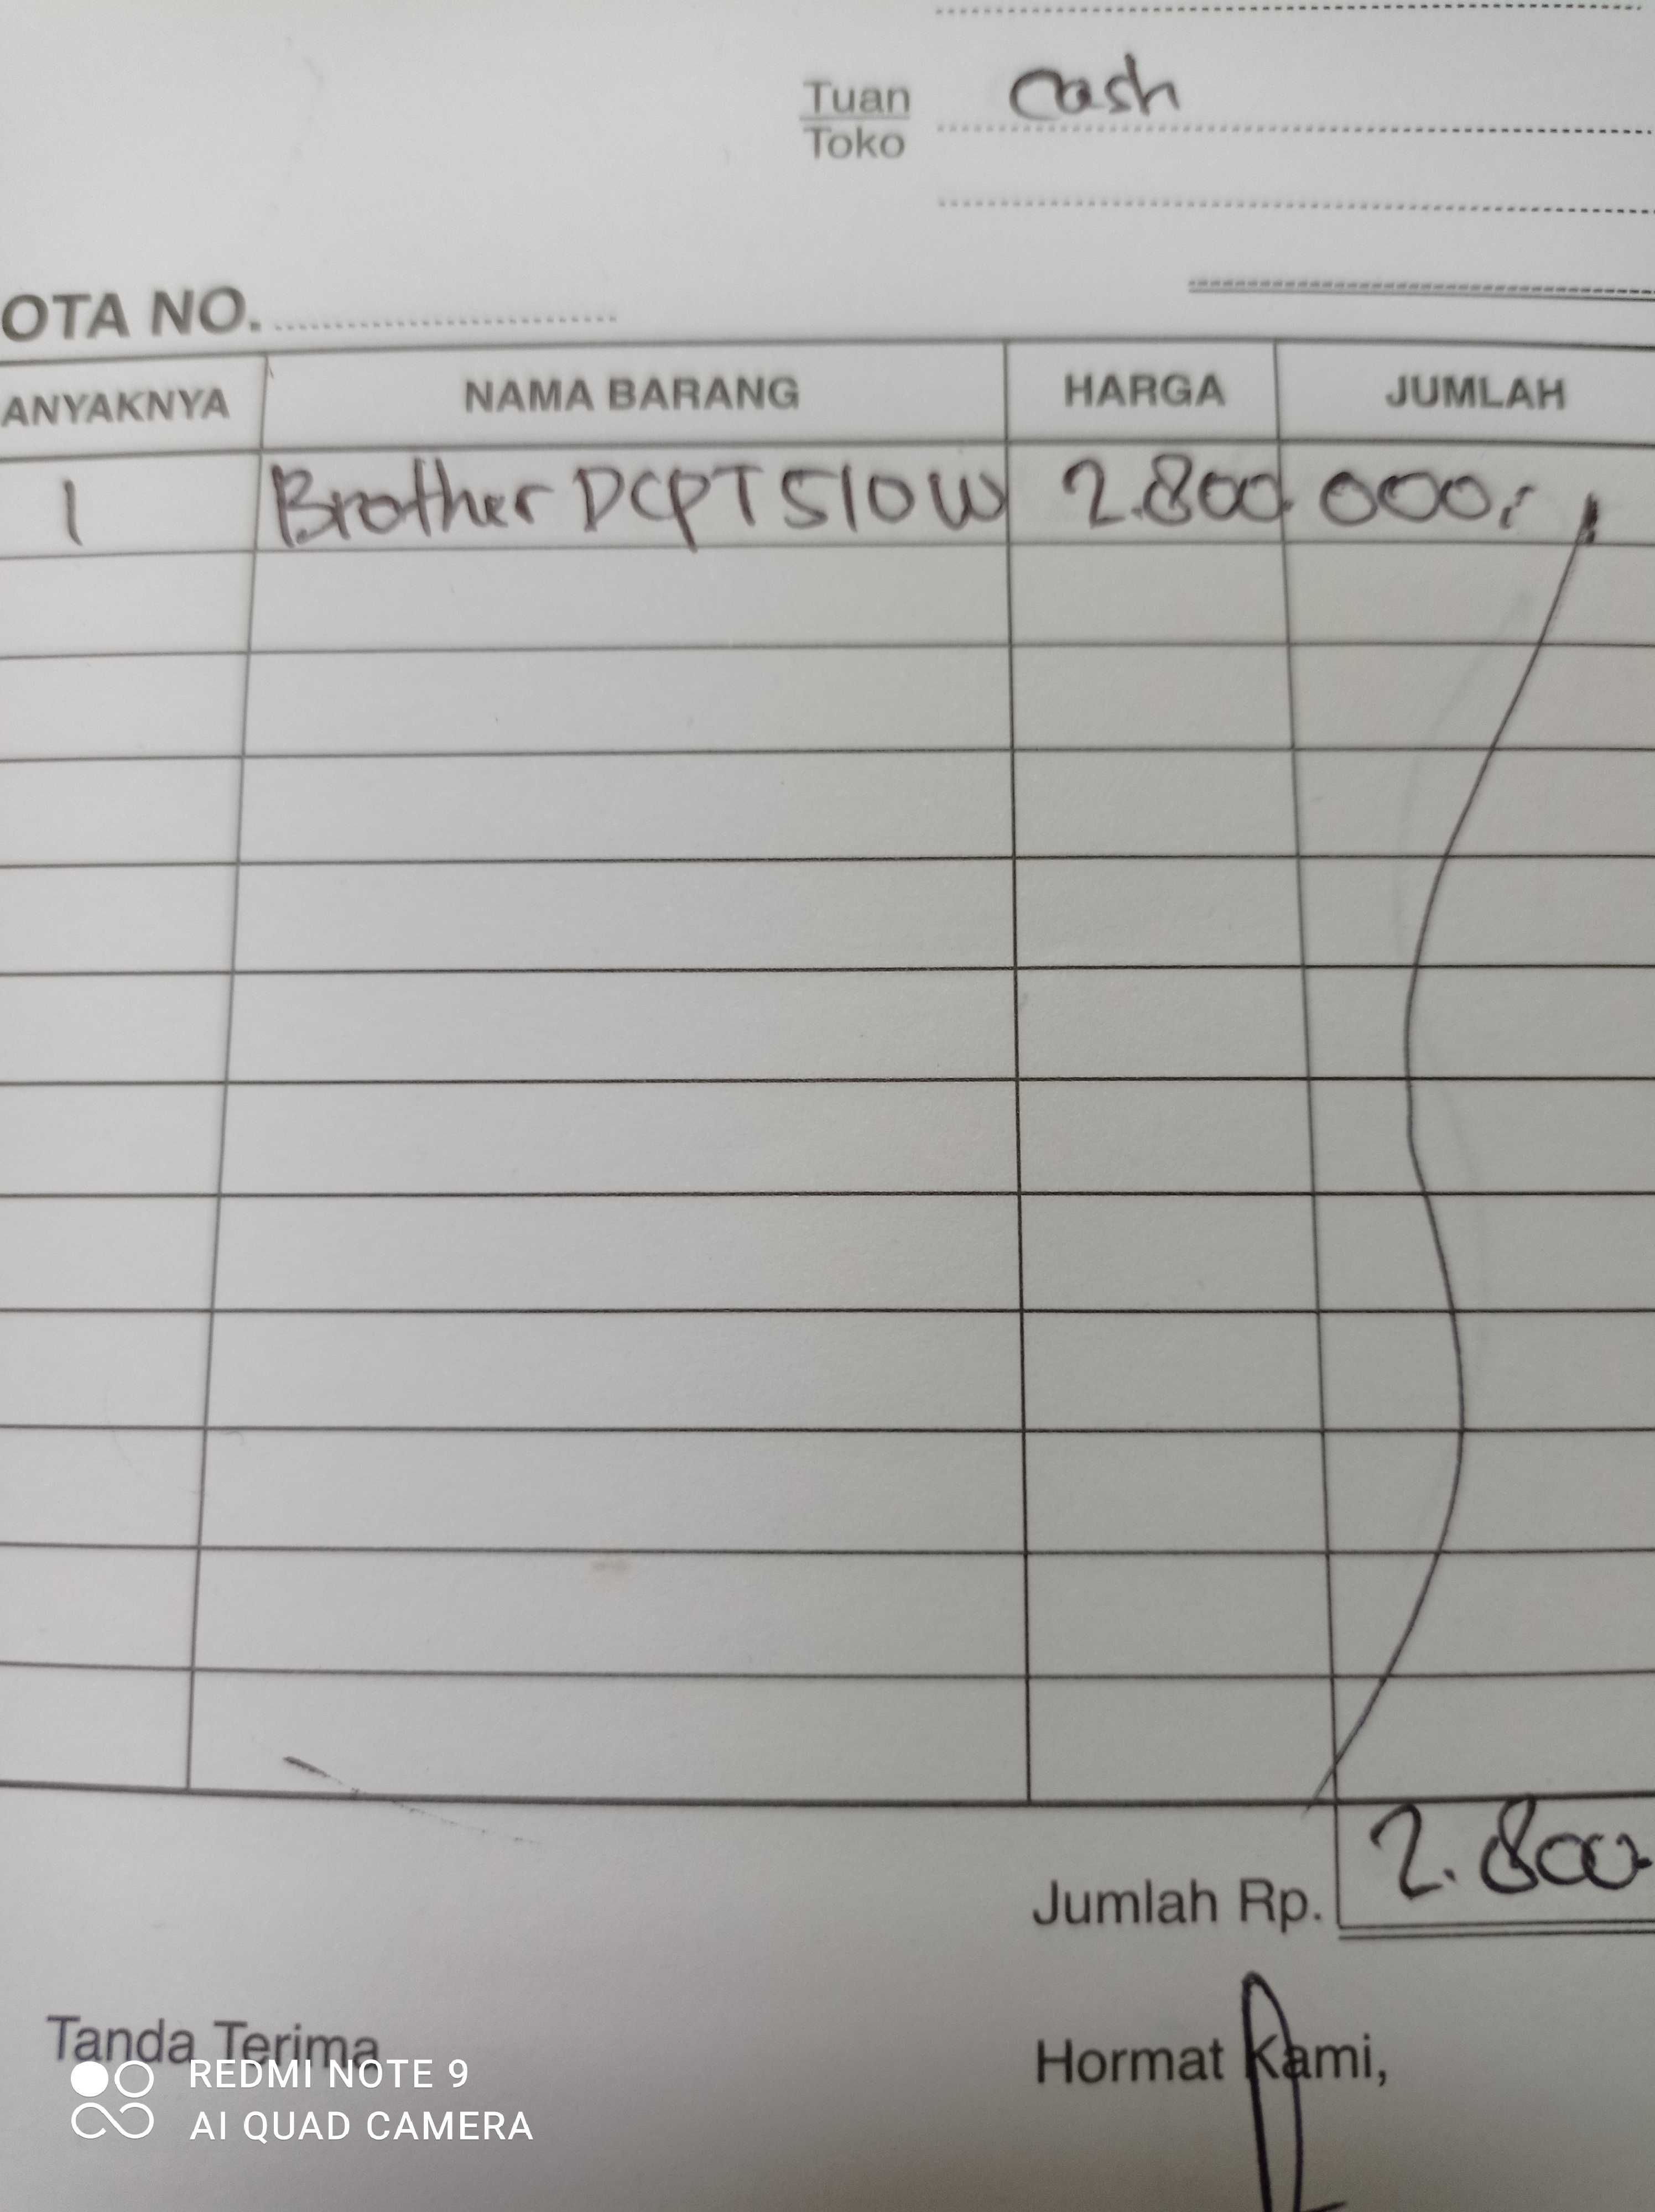 Tuan
Toko
Cash
OTA NO.
ANYAKNYA NAMA BARANG HARGA JUMLAH
1 Brother DCPT510W 2.800.000,-
Jumlah Rp. 2.800.
Tanda Terima Hormat Kami,
REDMI NOTE 9
AI QUAD CAMERA